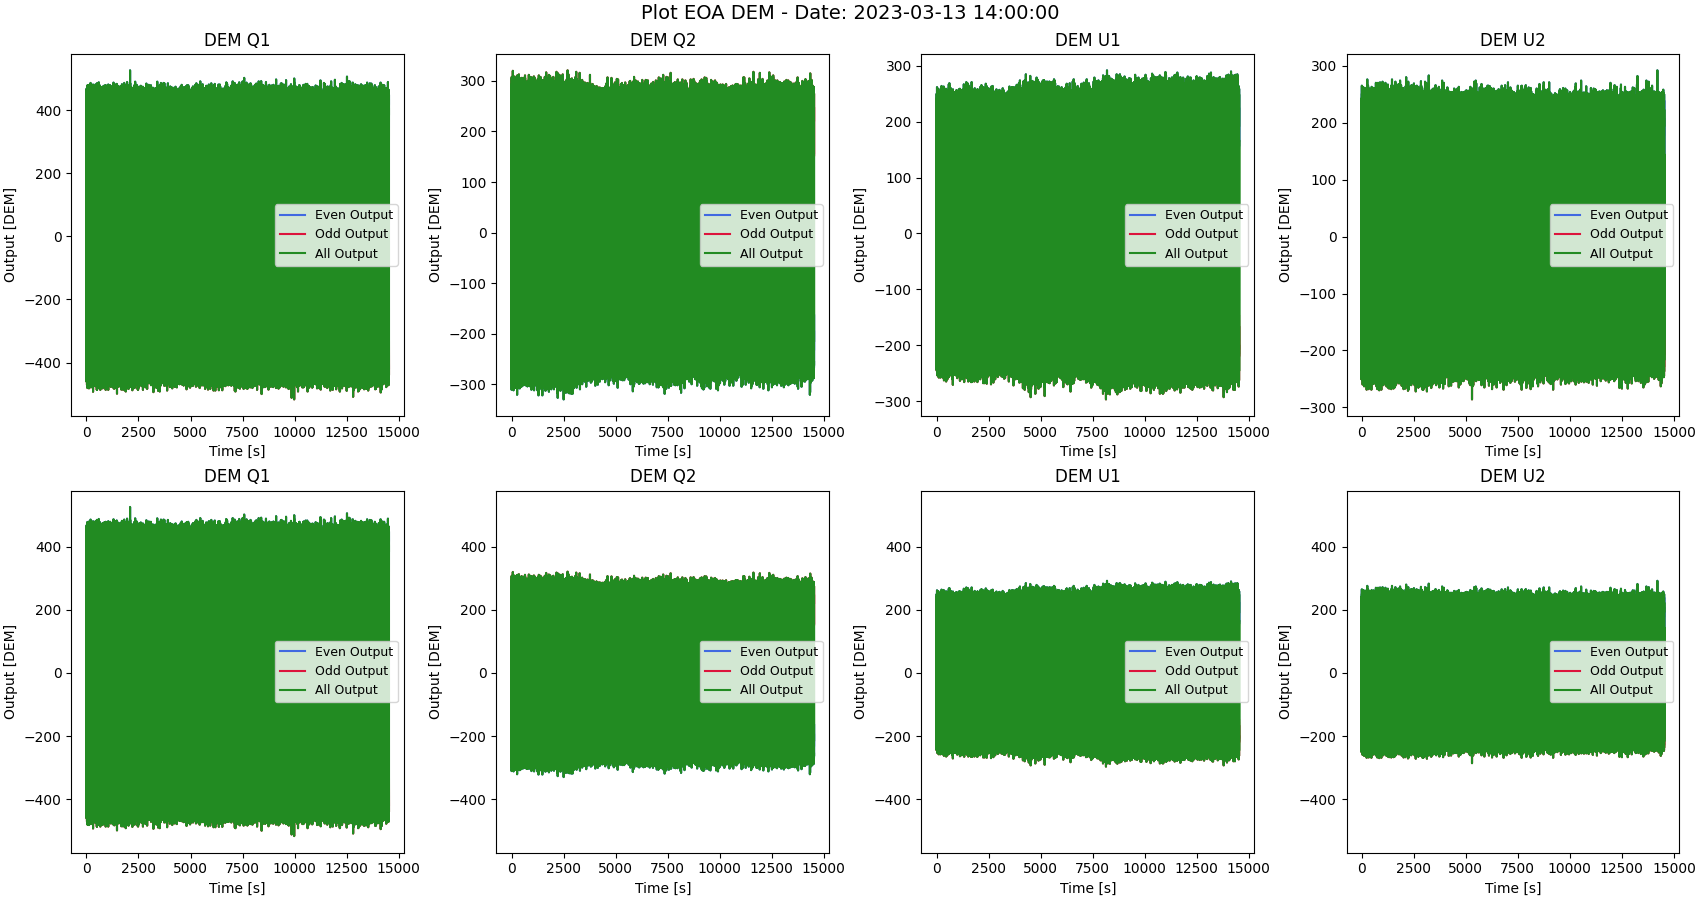 Plot EOA DEM - Date: 2023-03-13 14:00:00
DEM Q1
DEM Q2
DEM U1
DEM U2
Output [DEM]
400
200
0
−200
−400
Even Output
Odd Output
All Output
0 2500 5000 7500 10000 12500 15000
Time [s]
Output [DEM]
300
200
100
0
−100
−200
−300
Even Output
Odd Output
All Output
0 2500 5000 7500 10000 12500 15000
Time [s]
Output [DEM]
300
200
100
0
−100
−200
−300
Even Output
Odd Output
All Output
0 2500 5000 7500 10000 12500 15000
Time [s]
Output [DEM]
300
200
100
0
−100
−200
−300
Even Output
Odd Output
All Output
0 2500 5000 7500 10000 12500 15000
Time [s]
DEM Q1
DEM Q2
DEM U1
DEM U2
Output [DEM]
400
200
0
−200
−400
Even Output
Odd Output
All Output
0 2500 5000 7500 10000 12500 15000
Time [s]
Output [DEM]
400
200
0
−200
−400
Even Output
Odd Output
All Output
0 2500 5000 7500 10000 12500 15000
Time [s]
Output [DEM]
400
200
0
−200
−400
Even Output
Odd Output
All Output
0 2500 5000 7500 10000 12500 15000
Time [s]
Output [DEM]
400
200
0
−200
−400
Even Output
Odd Output
All Output
0 2500 5000 7500 10000 12500 15000
Time [s]